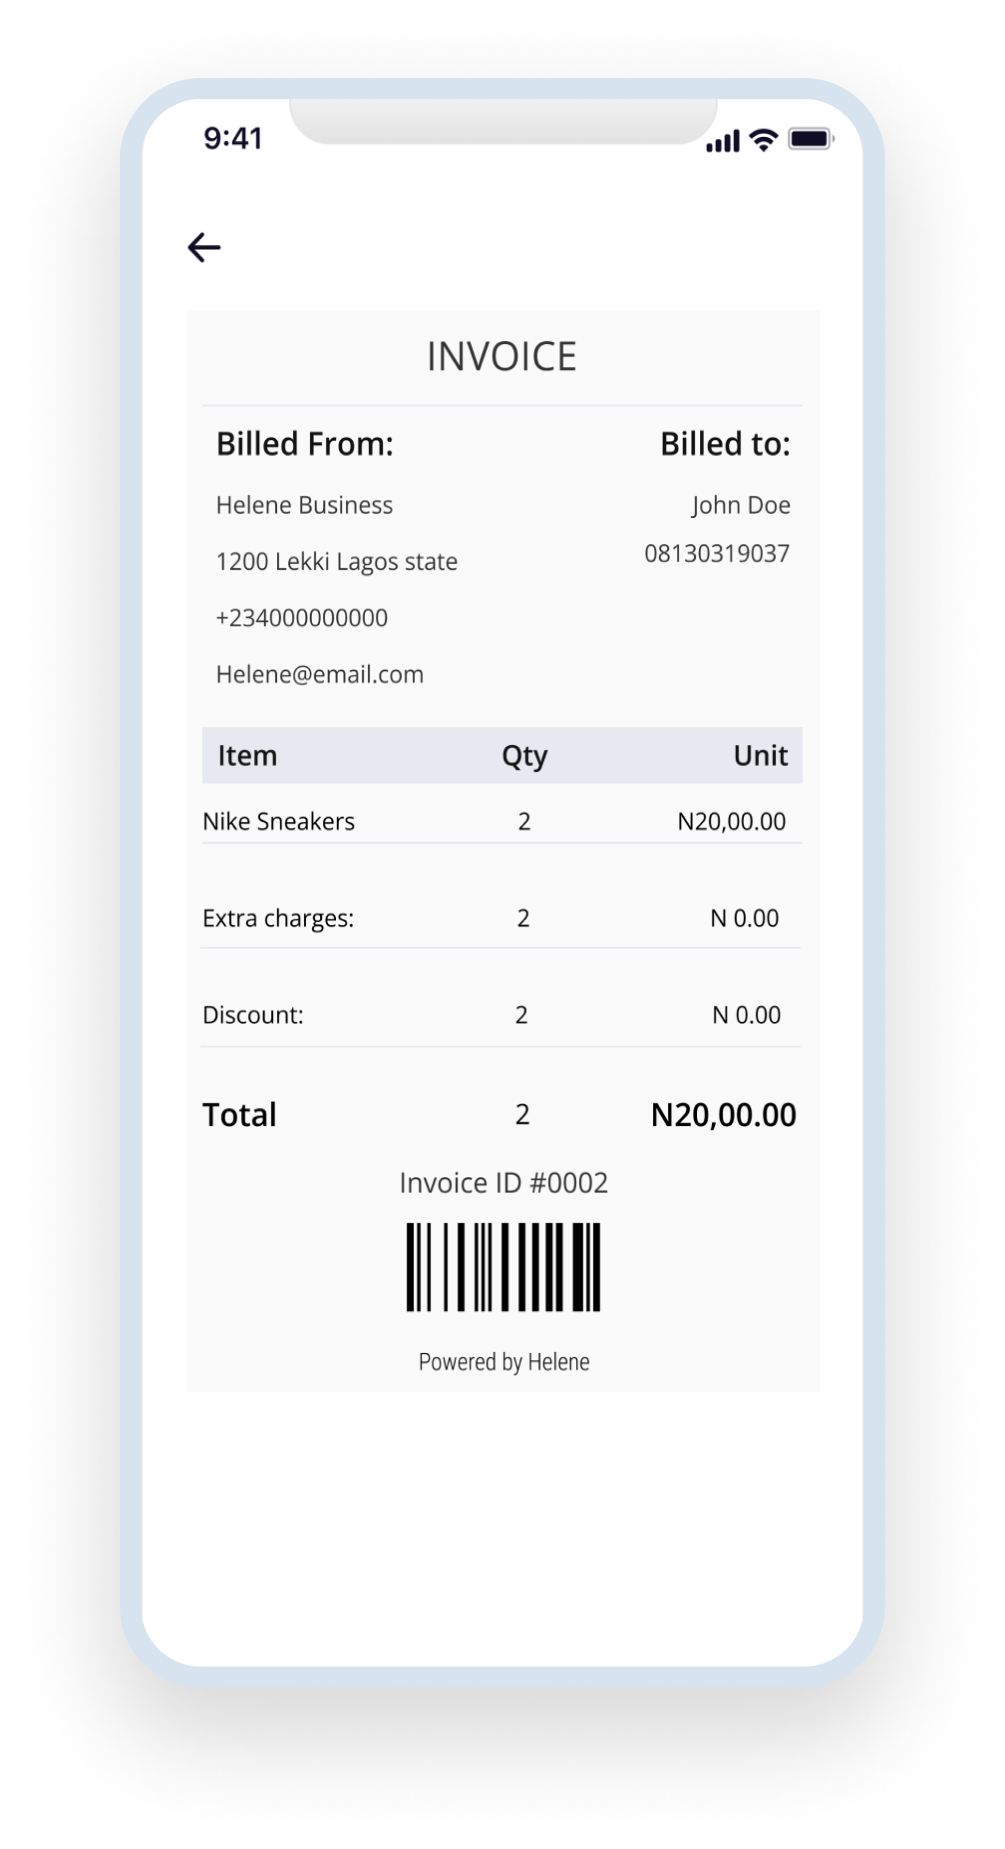 9:41
INVOICE
Billed From: Billed to:
Helene Business John Doe
1200 Lekki Lagos state 08130319037
+234000000000
Helene@email.com
Item Qty Unit
Nike Sneakers 2 N20,00.00
Extra charges: 2 N 0.00
Discount: 2 N 0.00
Total 2 N20,00.00
Invoice ID #0002
Powered by Helene